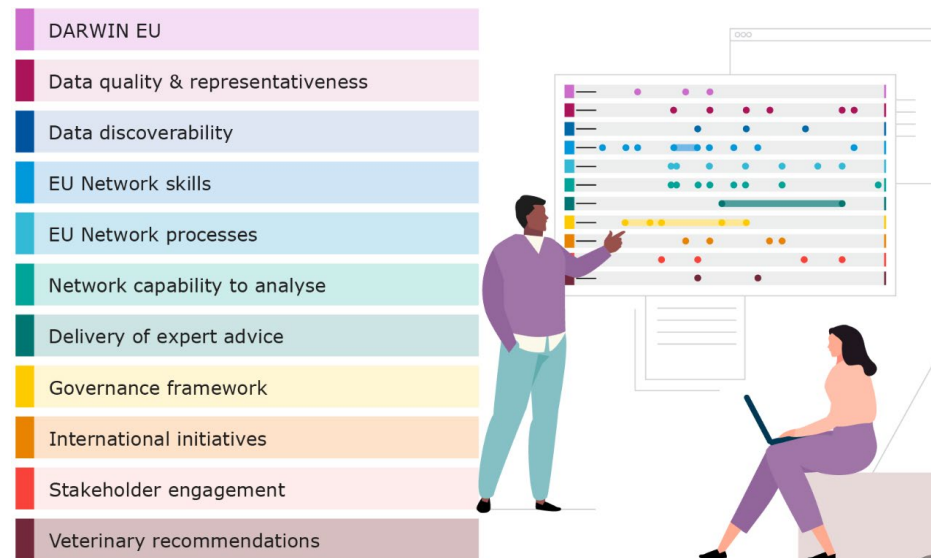 DARWIN EU
Data quality & representativeness
Data discoverability
EU Network skills
EU Network processes
Network capability to analyse
Delivery of expert advice
Governance framework
International initiatives
Stakeholder engagement
Veterinary recommendations